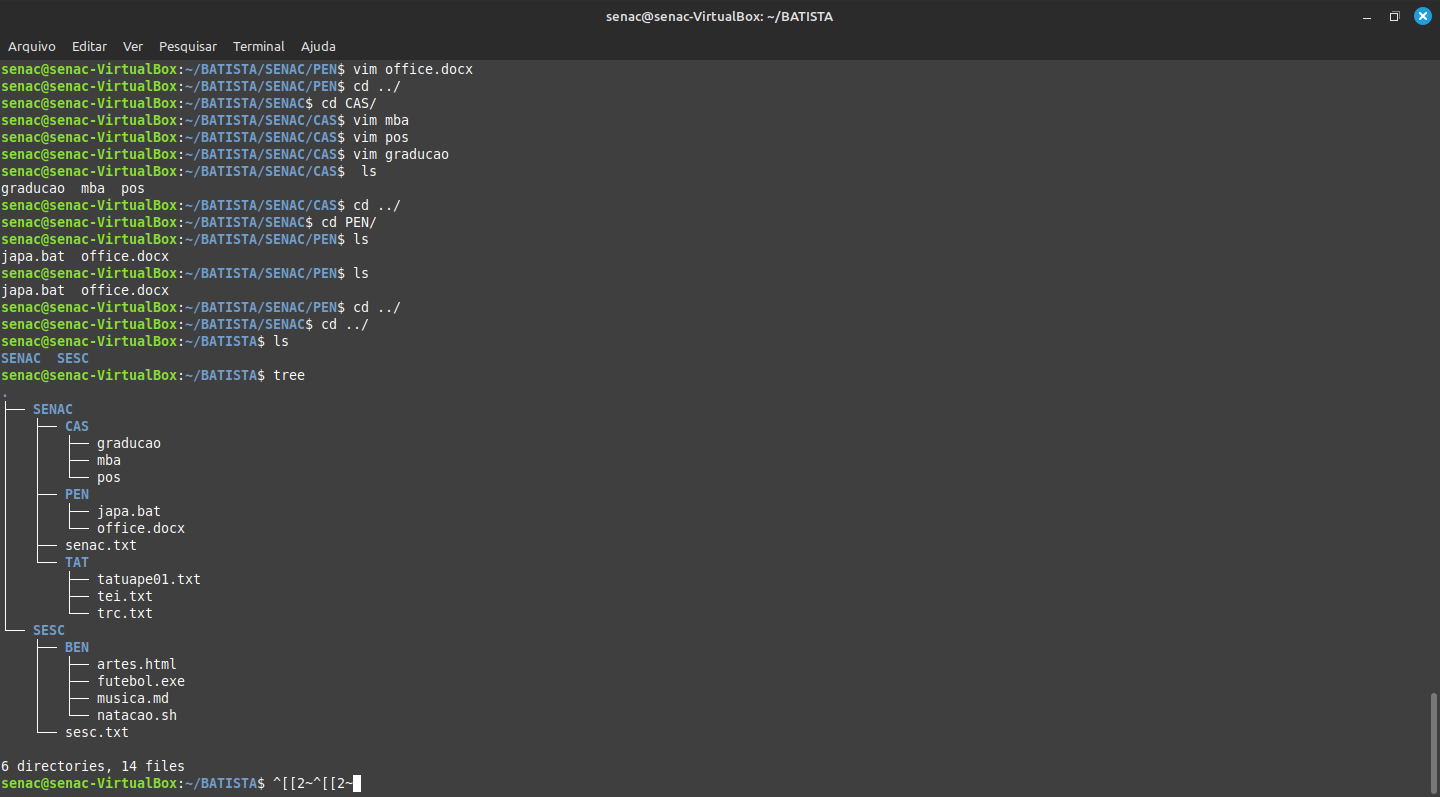 senac@senac-VirtualBox: ~/BATISTA
Arquivo Editar Ver Pesquisar Terminal Ajuda
senac@senac-VirtualBox:~/BATISTA/SENAC/PEN$ vim office.docx
senac@senac-VirtualBox:~/BATISTA/SENAC/PEN$ cd ../
senac@senac-VirtualBox:~/BATISTA/SENAC$ cd CAS/
senac@senac-VirtualBox:~/BATISTA/SENAC/CAS$ vim mba
senac@senac-VirtualBox:~/BATISTA/SENAC/CAS$ vim pos
senac@senac-VirtualBox:~/BATISTA/SENAC/CAS$ vim graducao
senac@senac-VirtualBox:~/BATISTA/SENAC/CAS$  ls
graducao  mba  pos
senac@senac-VirtualBox:~/BATISTA/SENAC/CAS$ cd ../
senac@senac-VirtualBox:~/BATISTA/SENAC$ cd PEN/
senac@senac-VirtualBox:~/BATISTA/SENAC/PEN$ ls
japa.bat  office.docx
senac@senac-VirtualBox:~/BATISTA/SENAC/PEN$ ls
japa.bat  office.docx
senac@senac-VirtualBox:~/BATISTA/SENAC/PEN$ cd ../
senac@senac-VirtualBox:~/BATISTA/SENAC$ cd ../
senac@senac-VirtualBox:~/BATISTA$ ls
SENAC  SESC
senac@senac-VirtualBox:~/BATISTA$ tree
.
├── SENAC
│   ├── CAS
│   │   ├── graducao
│   │   ├── mba
│   │   └── pos
│   ├── PEN
│   │   ├── japa.bat
│   │   └── office.docx
│   ├── senac.txt
│   └── TAT
│       ├── tatuape01.txt
│       ├── tei.txt
│       └── trc.txt
└── SESC
    ├── BEN
    │   ├── artes.html
    │   ├── futebol.exe
    │   ├── musica.md
    │   └── natacao.sh
    └── sesc.txt
6 directories, 14 files
senac@senac-VirtualBox:~/BATISTA$ ^[[2~^[[2~